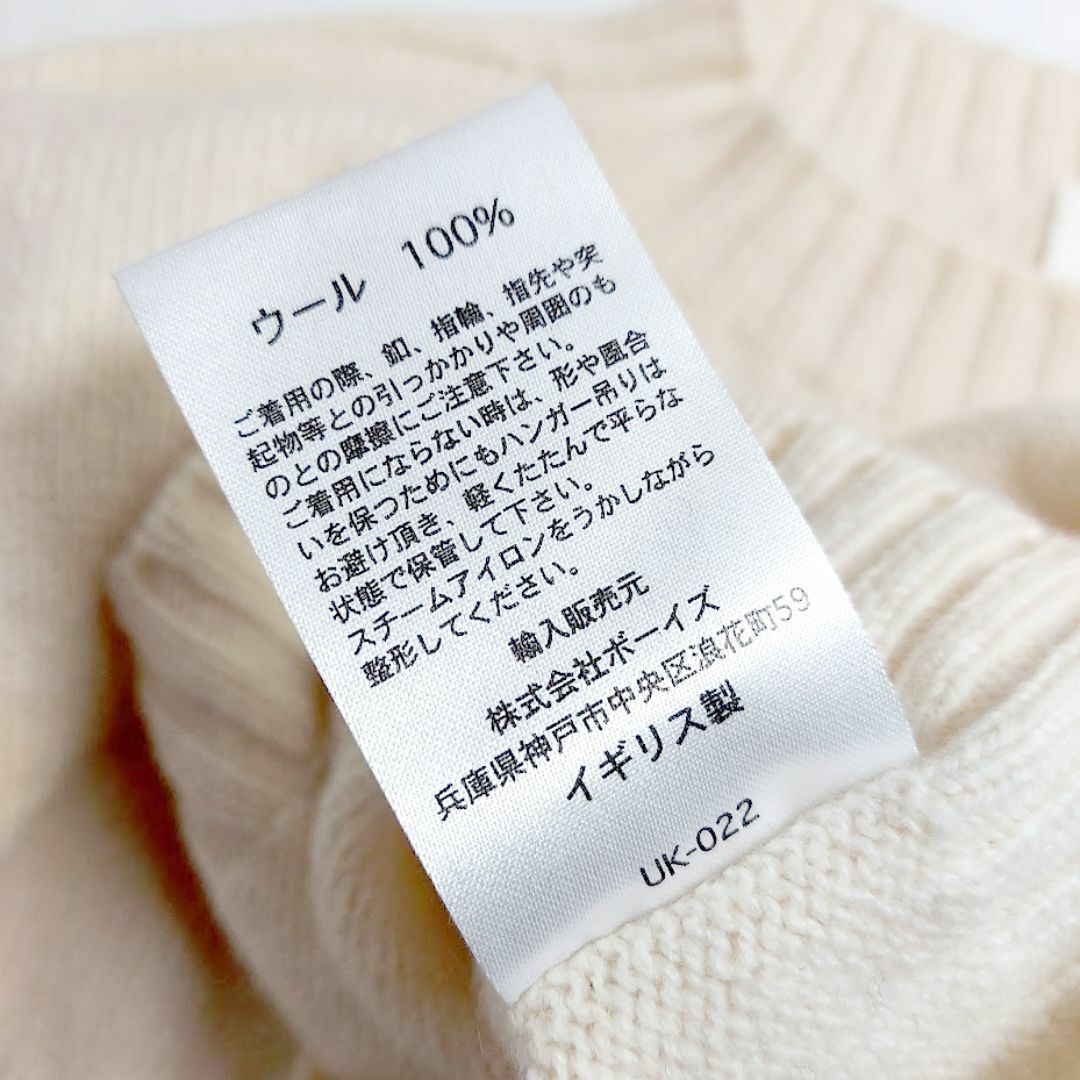 ウール 100%
ご着用の際、釦、指輪、指先や突
起物等との引っかかりや周囲のも
のとの摩擦にご注意下さい。
ご着用にならない時は、形や風合
いを保つためにもハンガー吊りは
お避け頂き、軽くたたんで平らな
状態で保管して下さい。
スチームアイロンをうかしながら
整形してください。
輸入販売元
株式会社ボーイズ
兵庫県神戸市中央区浪花町59
イギリス製
UK-022